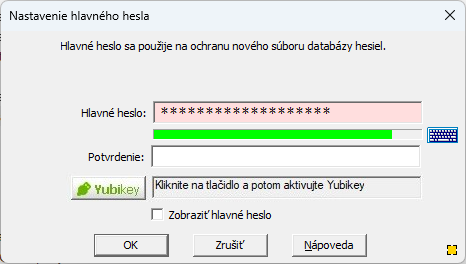 Nastavenie hlavného hesla
Hlavné heslo sa použije na ochranu nového súboru databázy hesiel.
Hlavné heslo: *******************
Potvrdenie:
Yubikey Kliknite na tlačidlo a potom aktivujte Yubikey
Zobraziť hlavné heslo
OK Zrušiť Nápoveda